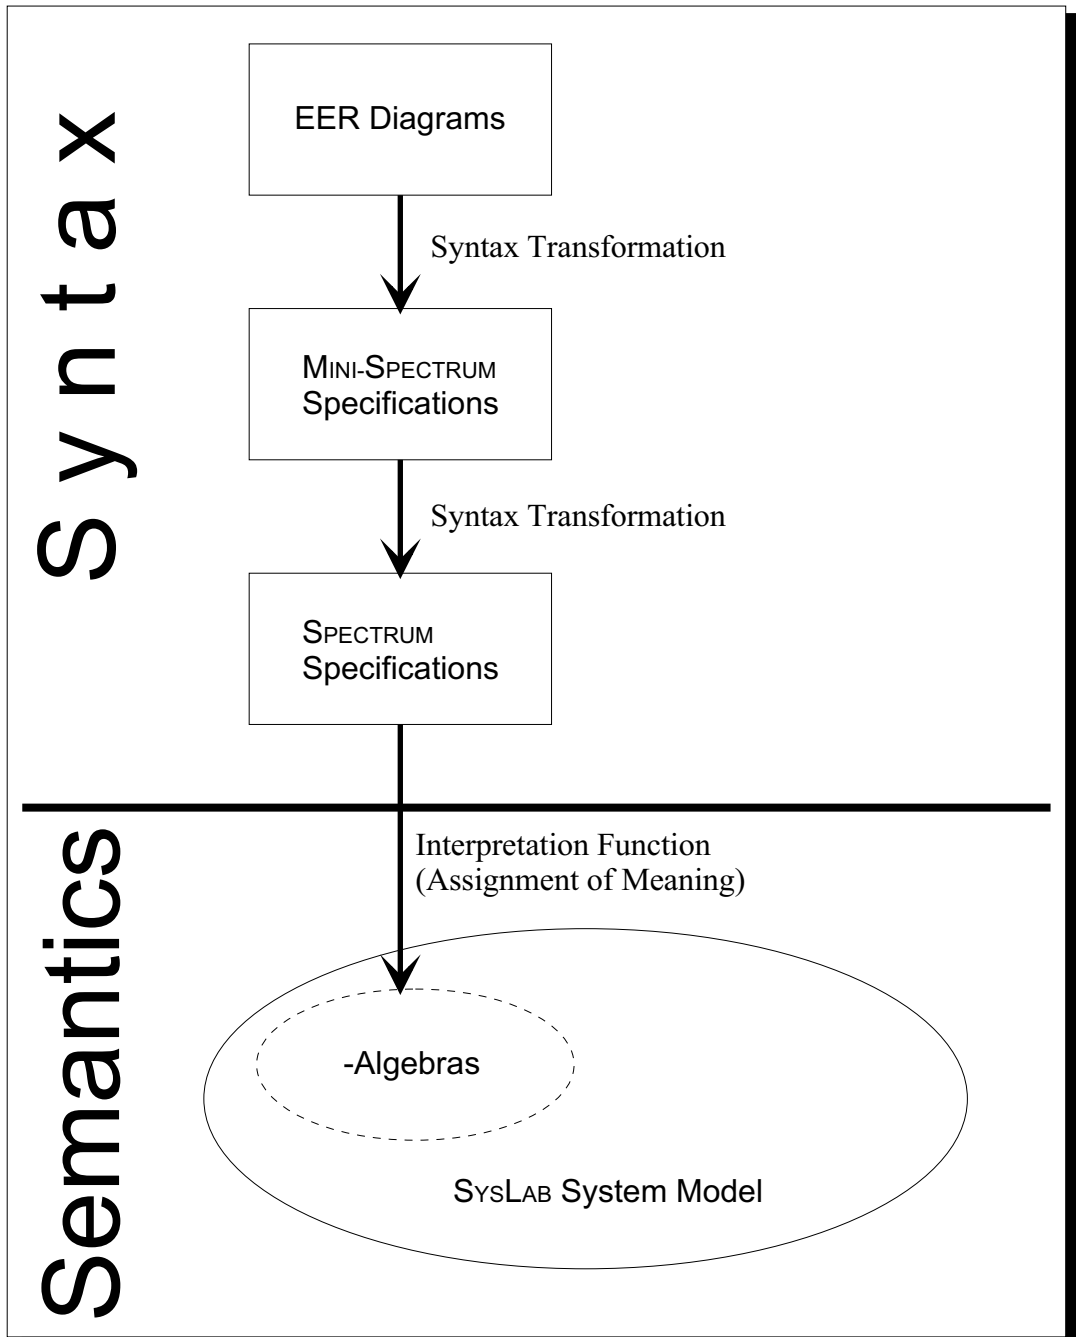 Syntax
EER Diagrams
Syntax Transformation
MINI-SPECTRUM
Specifications
Syntax Transformation
SPECTRUM
Specifications
Semantics
Interpretation Function
(Assignment of Meaning)
-Algebras
SYSLAB System Model